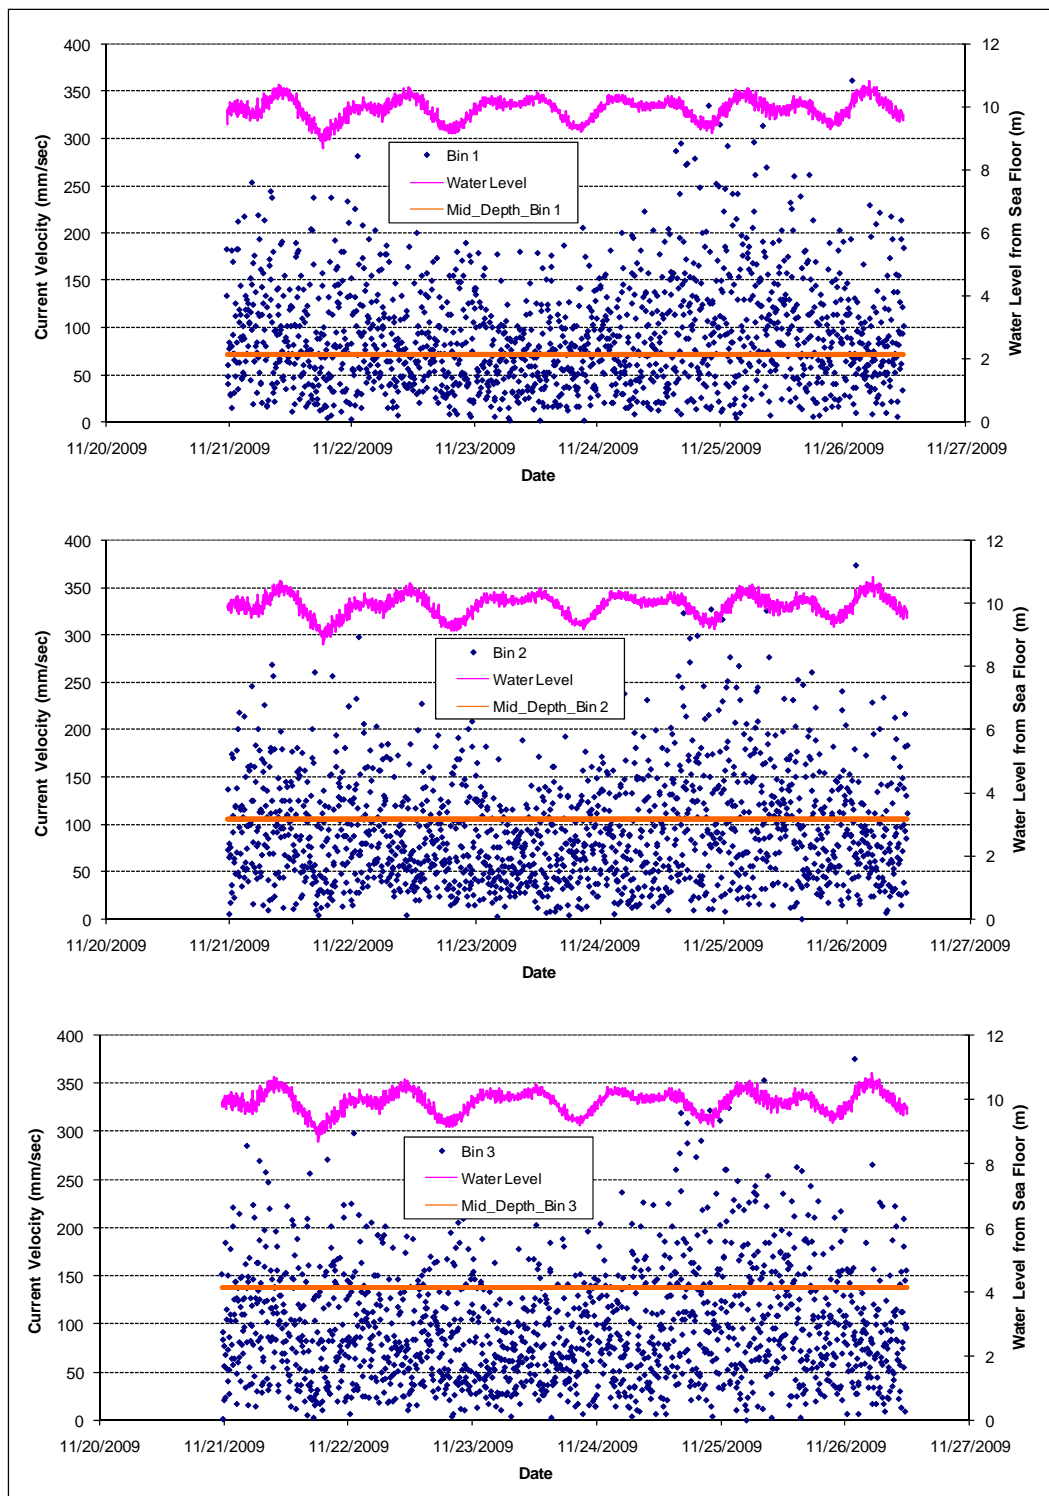 400
350
300
250
200
150
100
50
0
Current Velocity (mm/sec)
12
10
8
6
4
2
0
Water Level from Sea Floor (m)
Bin 1
Water Level
Mid_Depth_Bin 1
11/20/2009 11/21/2009 11/22/2009 11/23/2009 11/24/2009 11/25/2009 11/26/2009 11/27/2009
Date
400
350
300
250
200
150
100
50
0
Current Velocity (mm/sec)
12
10
8
6
4
2
0
Water Level from Sea Floor (m)
Bin 2
Water Level
Mid_Depth_Bin 2
11/20/2009 11/21/2009 11/22/2009 11/23/2009 11/24/2009 11/25/2009 11/26/2009 11/27/2009
Date
400
350
300
250
200
150
100
50
0
Current Velocity (mm/sec)
12
10
8
6
4
2
0
Water Level from Sea Floor (m)
Bin 3
Water Level
Mid_Depth_Bin 3
11/20/2009 11/21/2009 11/22/2009 11/23/2009 11/24/2009 11/25/2009 11/26/2009 11/27/2009
Date